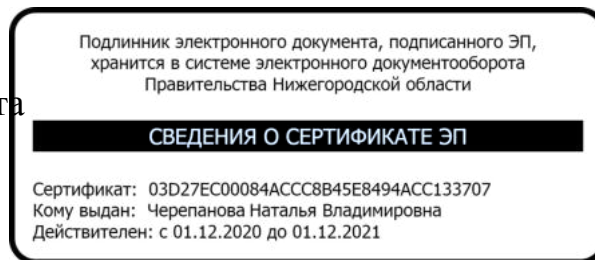 Подлинник электронного документа, подписанного ЭП,
хранится в системе электронного документооборота
Правительства Нижегородской области
та
СВЕДЕНИЯ О СЕРТИФИКАТЕ ЭП
Сертификат: 03D27EC00084ACCC8B45E8494ACC133707
Кому выдан: Черепанова Наталья Владимировна
Действителен: с 01.12.2020 до 01.12.2021